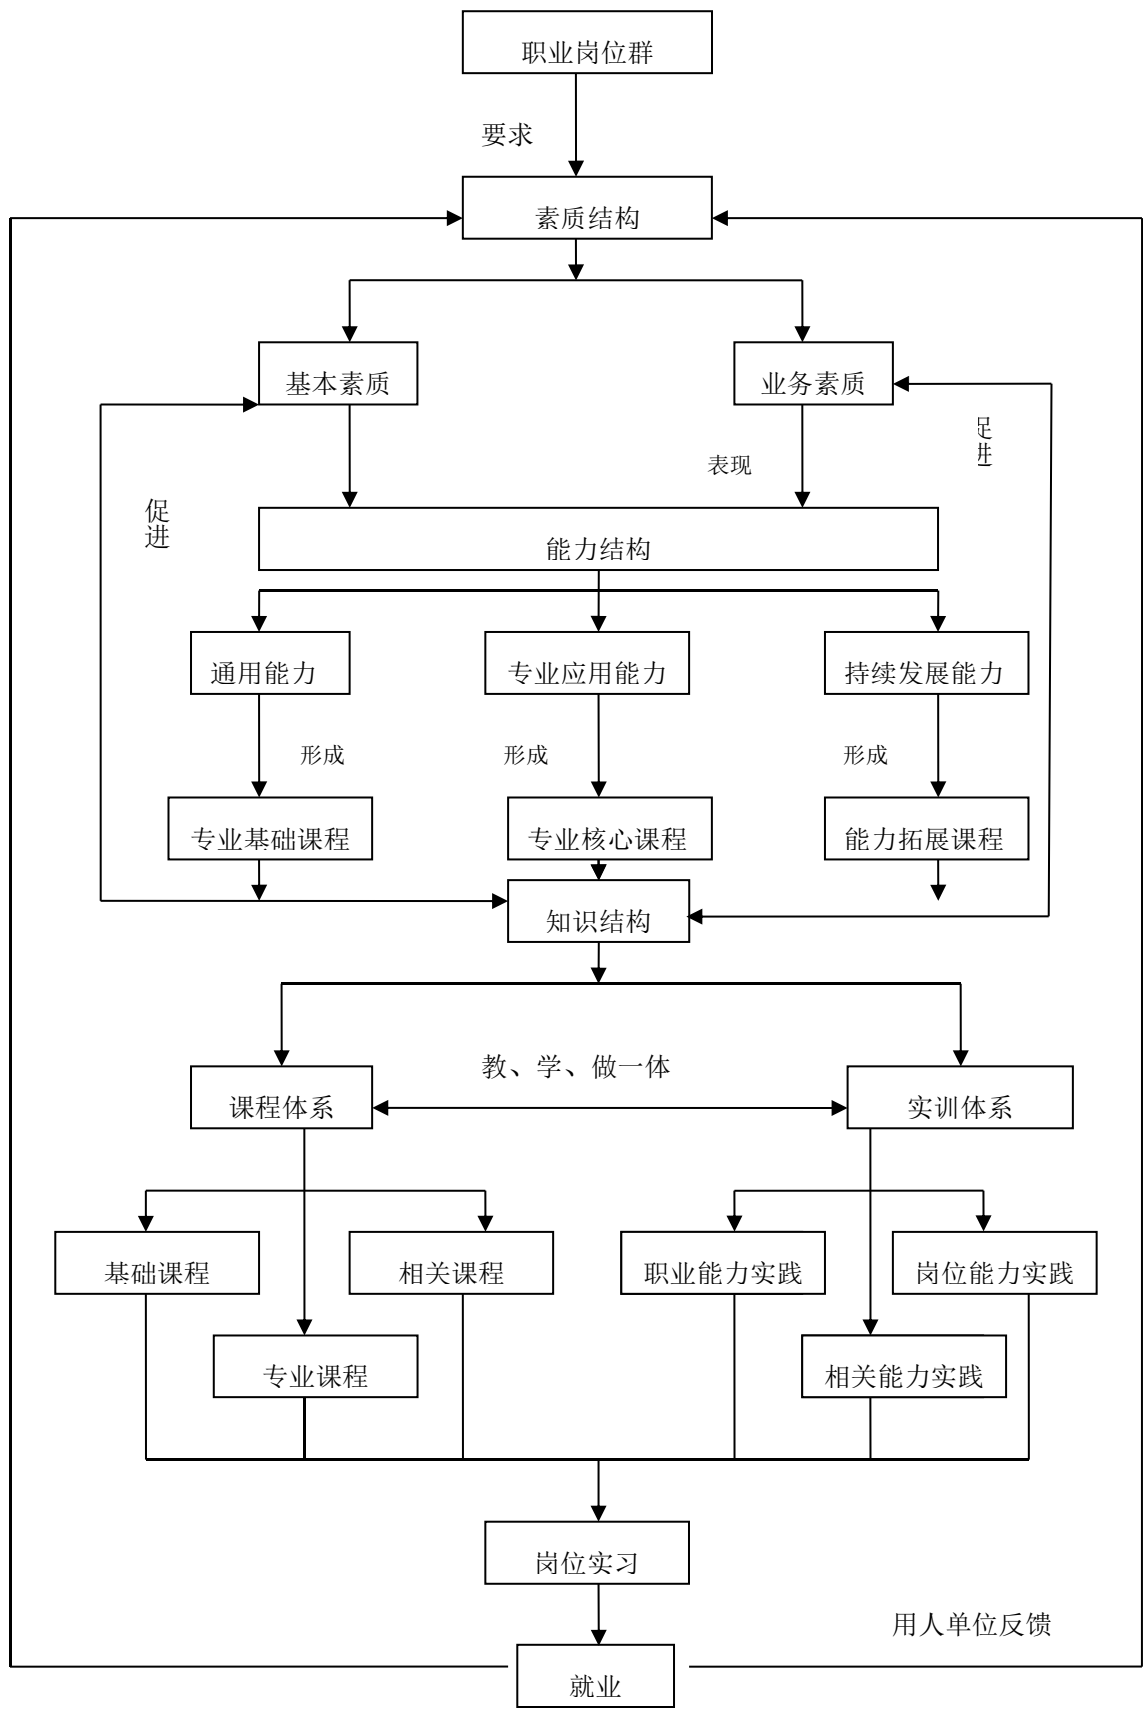 职业岗位群
要求
素质结构
基本素质
业务素质
表现
促进
能力结构
通用能力
专业应用能力
持续发展能力
形成
形成
形成
专业基础课程
专业核心课程
能力拓展课程
知识结构
教、学、做一体
课程体系
实训体系
基础课程
相关课程
职业能力实践
岗位能力实践
专业课程
相关能力实践
岗位实习
用人单位反馈
就业